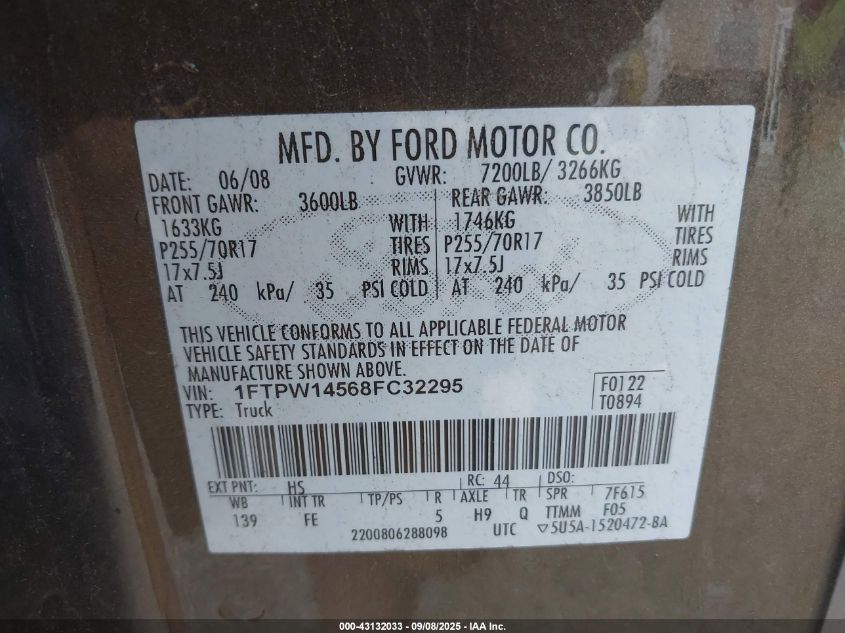 MFD. BY FORD MOTOR CO.
DATE: 06/08 GVWR: 7200LB/ 3266KG
FRONT GAWR: 3600LB REAR GAWR: 3850LB
1633KG WITH 1746KG WITH
P255/70R17 TIRES P255/70R17 TIRES
17x7.5J RIMS 17x7.5J RIMS
AT 240 kPa/ 35 PSI COLD AT 240 kPa/ 35 PSI COLD
THIS VEHICLE CONFORMS TO ALL APPLICABLE FEDERAL MOTOR
VEHICLE SAFETY STANDARDS IN EFFECT ON THE DATE OF
MANUFACTURE SHOWN ABOVE.
VIN: 1FTPW14568FC32295 F0122
TYPE: Truck T0894
EXT PNT: HS RC: 44 DSO:
WB INT TR TP/PS R AXLE TR SPR 7F615
139 FE 5 H9 Q TTMM F05
2200806288098 UTC ▽5U5A-1520472-BA
000-43132033 - 09/08/2025 - IAA Inc.